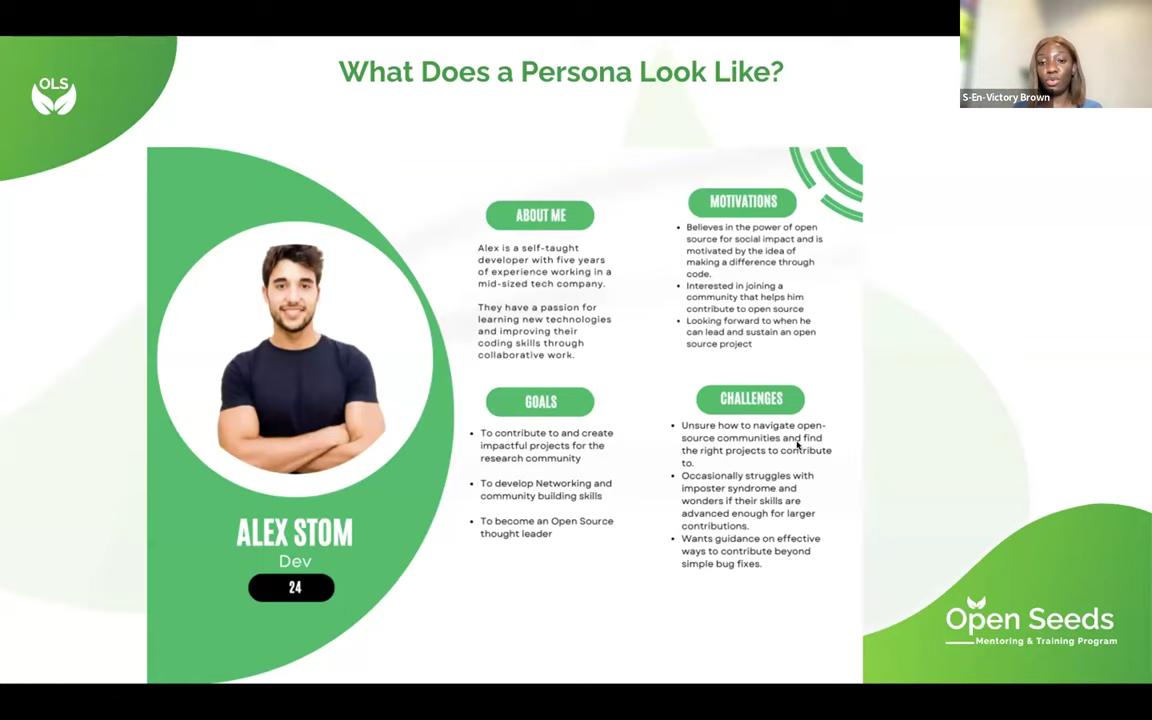 OLS
What Does a Persona Look Like?
S-En-Victory Brown
ABOUT ME
Alex is a self-taught
developer with five years
of experience working in a
mid-sized tech company.
They have a passion for
learning new technologies
and improving their
coding skills through
collaborative work.
MOTIVATIONS
• Believes in the power of open
source for social impact and is
motivated by the idea of
making a difference through
code.
• Interested in joining a
community that helps him
contribute to open source
• Looking forward to when he
can lead and sustain an open
source project
GOALS
• To contribute to and create
impactful projects for the
research community
• To develop Networking and
community building skills
• To become an Open Source
thought leader
CHALLENGES
• Unsure how to navigate open-
source communities and find
the right projects to contribute
to.
• Occasionally struggles with
imposter syndrome and
wonders if their skills are
advanced enough for larger
contributions.
• Wants guidance on effective
ways to contribute beyond
simple bug fixes.
ALEX STOM
Dev
24
Open Seeds
Mentoring & Training Program